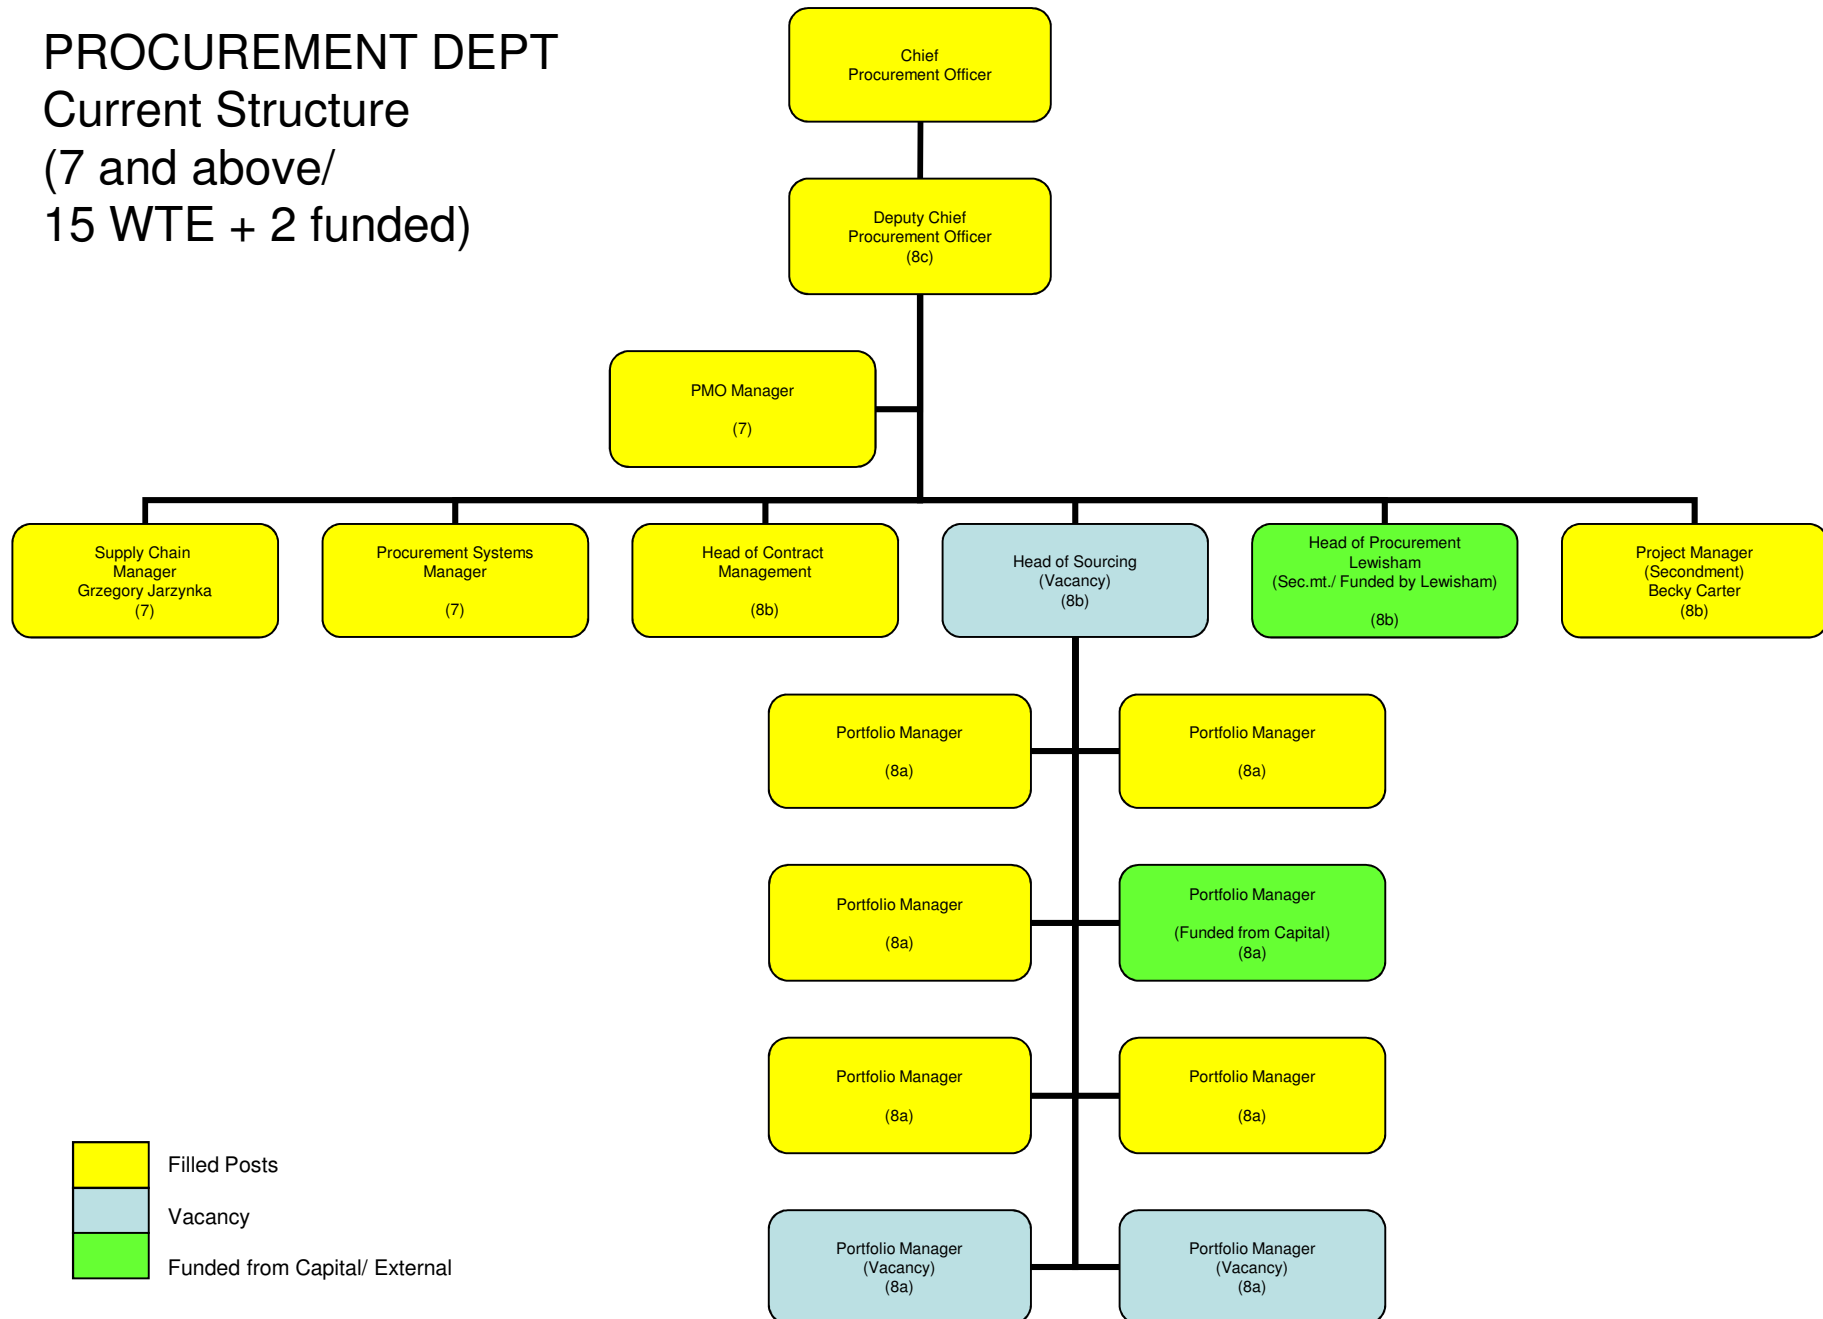 PROCUREMENT DEPT
Current Structure
(7 and above/
15 WTE + 2 funded)
Chief
Procurement Officer
Deputy Chief
Procurement Officer
(8c)
PMO Manager
(7)
Supply Chain
Manager
Grzegory Jarzynka
(7)
Procurement Systems
Manager
(7)
Head of Contract
Management
(8b)
Head of Sourcing
(Vacancy)
(8b)
Head of Procurement
Lewisham
(Sec.mt./ Funded by Lewisham)
(8b)
Project Manager
(Secondment)
Becky Carter
(8b)
Portfolio Manager
(8a)
Portfolio Manager
(8a)
Portfolio Manager
(8a)
Portfolio Manager
(Funded from Capital)
(8a)
Portfolio Manager
(8a)
Portfolio Manager
(8a)
Portfolio Manager
(Vacancy)
(8a)
Portfolio Manager
(Vacancy)
(8a)
Filled Posts
Vacancy
Funded from Capital/ External